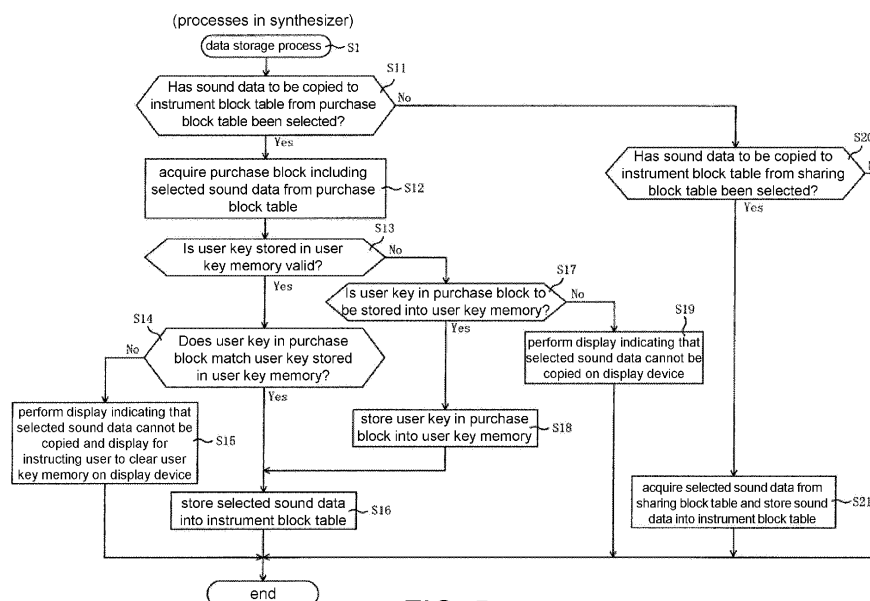 (processes in synthesizer)
data storage process
S1
S11
Has sound data to be copied to
instrument block table from purchase
block table been selected?
No
Yes
S20
Has sound data to be copied to
instrument block table from sharing
block table been selected?
Yes
acquire purchase block including
selected sound data from purchase
block table
S12
S13
Is user key stored in user
key memory valid?
No
Yes
S17
Is user key in purchase block to
be stored into user key memory?
No
Yes
S14
Does user key in purchase
block match user key stored
in user key memory?
No
Yes
S19
perform display indicating that
selected sound data cannot be
copied on display device
perform display indicating that
selected sound data cannot be
copied and display for
instructing user to clear user
key memory on display device
S15
store user key in purchase
block into user key memory
S18
store selected sound data
into instrument block table
S16
acquire selected sound data from
sharing block table and store sound
data into instrument block table
S21
end